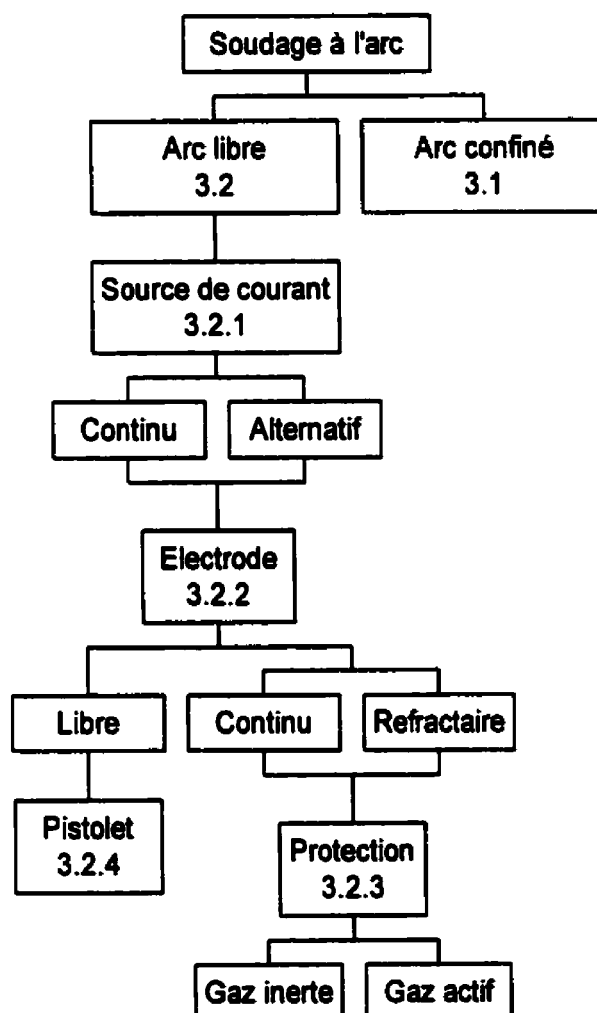 Soudage à l'arc
Arc libre
3.2
Arc confiné
3.1
Source de courant
3.2.1
Continu
Alternatif
Electrode
3.2.2
Libre
Continu
Refractaire
Pistolet
3.2.4
Protection
3.2.3
Gaz inerte
Gaz actif